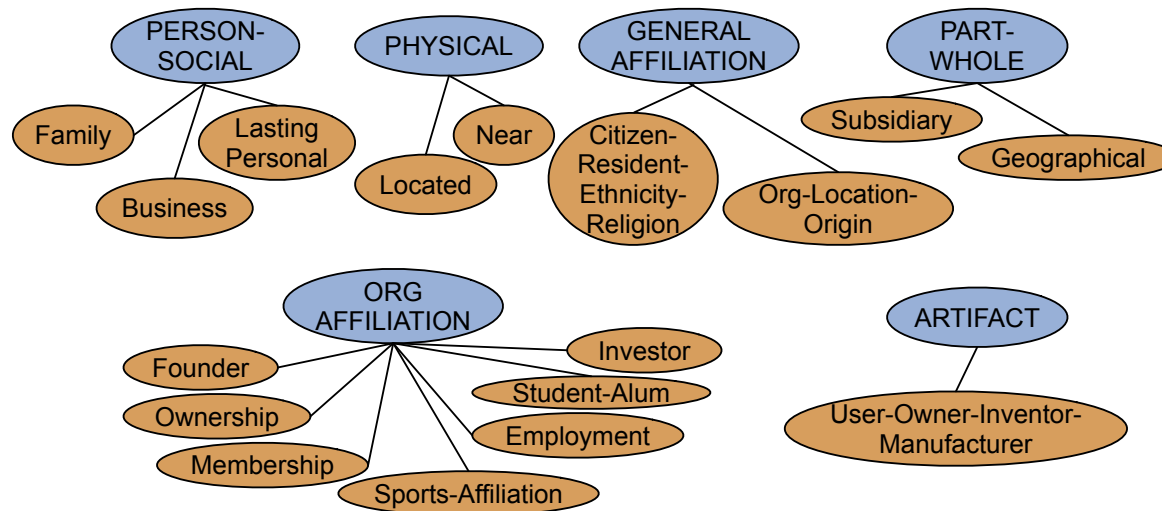 PERSON-
SOCIAL
PHYSICAL
GENERAL
AFFILIATION
PART-
WHOLE
Family
Lasting
Personal
Business
Near
Located
Citizen-
Resident-
Ethnicity-
Religion
Org-Location-
Origin
Subsidiary
Geographical
ORG
AFFILIATION
ARTIFACT
Founder
Ownership
Membership
Sports-Affiliation
Investor
Student-Alum
Employment
User-Owner-Inventor-
Manufacturer